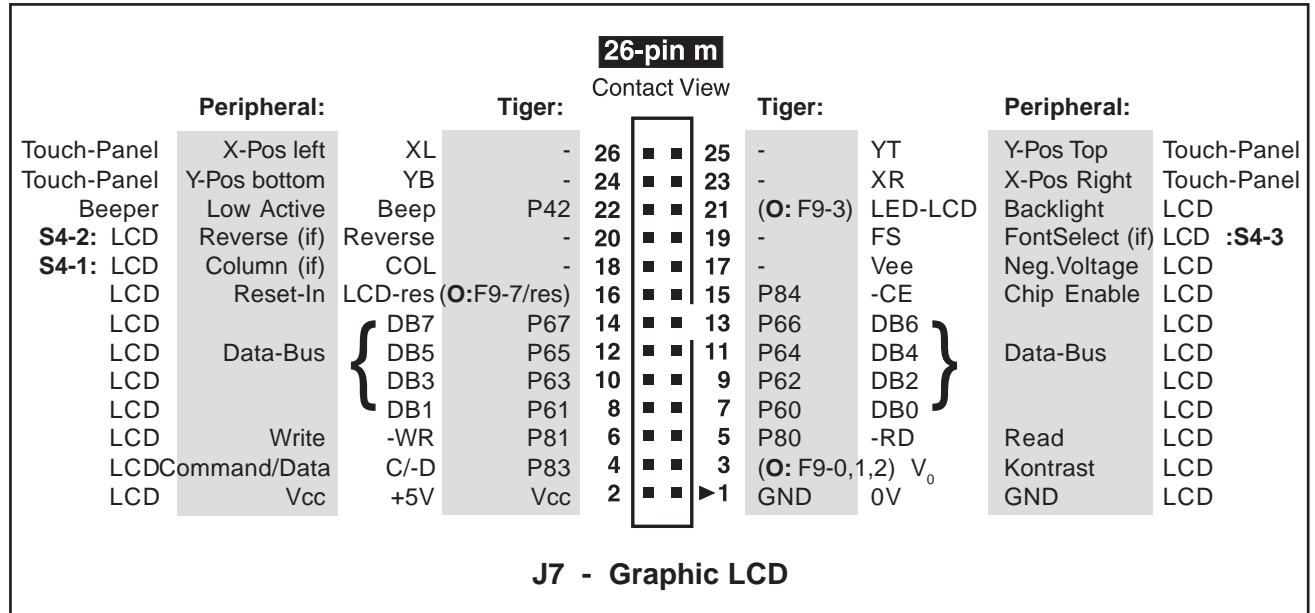 26-pin m
Contact View
Peripheral: Tiger: Tiger: Peripheral:
Touch-Panel X-Pos left XL - 26 25 - YT Y-Pos Top Touch-Panel
Touch-Panel Y-Pos bottom YB - 24 23 - XR X-Pos Right Touch-Panel
Beeper Low Active Beep P42 22 21 (O: F9-3) LED-LCD Backlight LCD
S4-2: LCD Reverse (if) Reverse - 20 19 - FS FontSelect (if) LCD :S4-3
S4-1: LCD Column (if) COL - 18 17 - Vee Neg.Voltage LCD
LCD Reset-In LCD-res (O:F9-7/res) 16 15 P84 -CE Chip Enable LCD
LCD DB7 P67 14 13 P66 DB6 LCD
LCD Data-Bus { DB5 P65 12 11 P64 DB4 } Data-Bus LCD
LCD DB3 P63 10 9 P62 DB2 LCD
LCD DB1 P61 8 7 P60 DB0 LCD
LCD Write -WR P81 6 5 P80 -RD Read LCD
LCD Command/Data C/-D P83 4 3 (O: F9-0,1,2) V0 Kontrast LCD
LCD Vcc +5V Vcc 2 ►1 GND 0V GND LCD
J7 - Graphic LCD